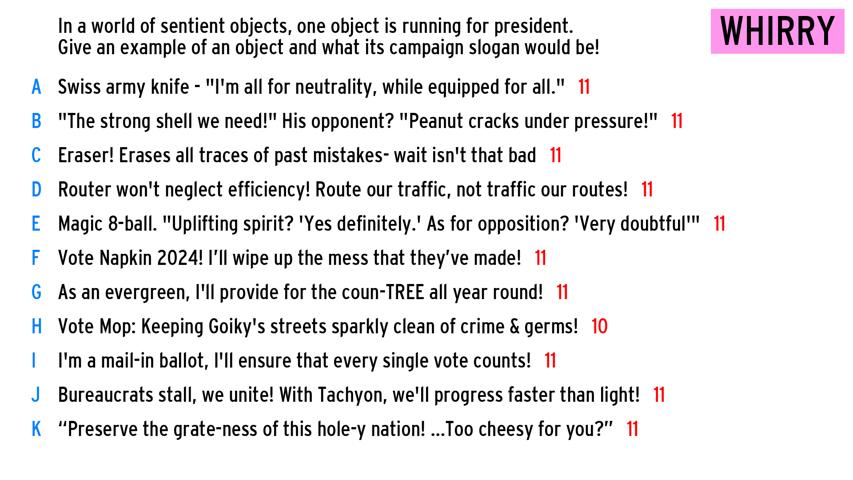 In a world of sentient objects, one object is running for president.
Give an example of an object and what its campaign slogan would be!
WHIRRY
A Swiss army knife - "I'm all for neutrality, while equipped for all." 11
B "The strong shell we need!" His opponent? "Peanut cracks under pressure!" 11
C Eraser! Erases all traces of past mistakes- wait isn't that bad 11
D Router won't neglect efficiency! Route our traffic, not traffic our routes! 11
E Magic 8-ball. "Uplifting spirit? 'Yes definitely.' As for opposition? 'Very doubtful'" 11
F Vote Napkin 2024! I’ll wipe up the mess that they’ve made! 11
G As an evergreen, I'll provide for the coun-TREE all year round! 11
H Vote Mop: Keeping Goiky's streets sparkly clean of crime & germs! 10
I I'm a mail-in ballot, I'll ensure that every single vote counts! 11
J Bureaucrats stall, we unite! With Tachyon, we'll progress faster than light! 11
K “Preserve the grate-ness of this hole-y nation! ...Too cheesy for you?” 11